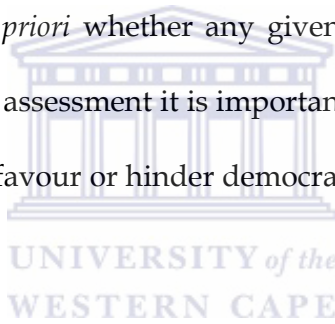 priori whether any given
assessment it is important
favour or hinder democra
UNIVERSITY of the
WESTERN CAPE